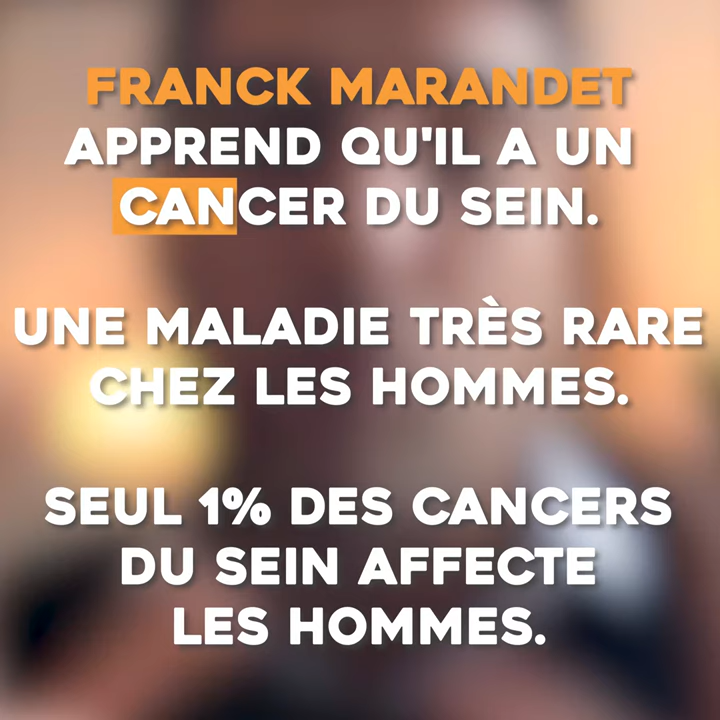 FRANCK MARANDET
APPREND QU'IL A UN
CANCER DU SEIN.
UNE MALADIE TRÈS RARE
CHEZ LES HOMMES.
SEUL 1% DES CANCERS
DU SEIN AFFECTE
LES HOMMES.